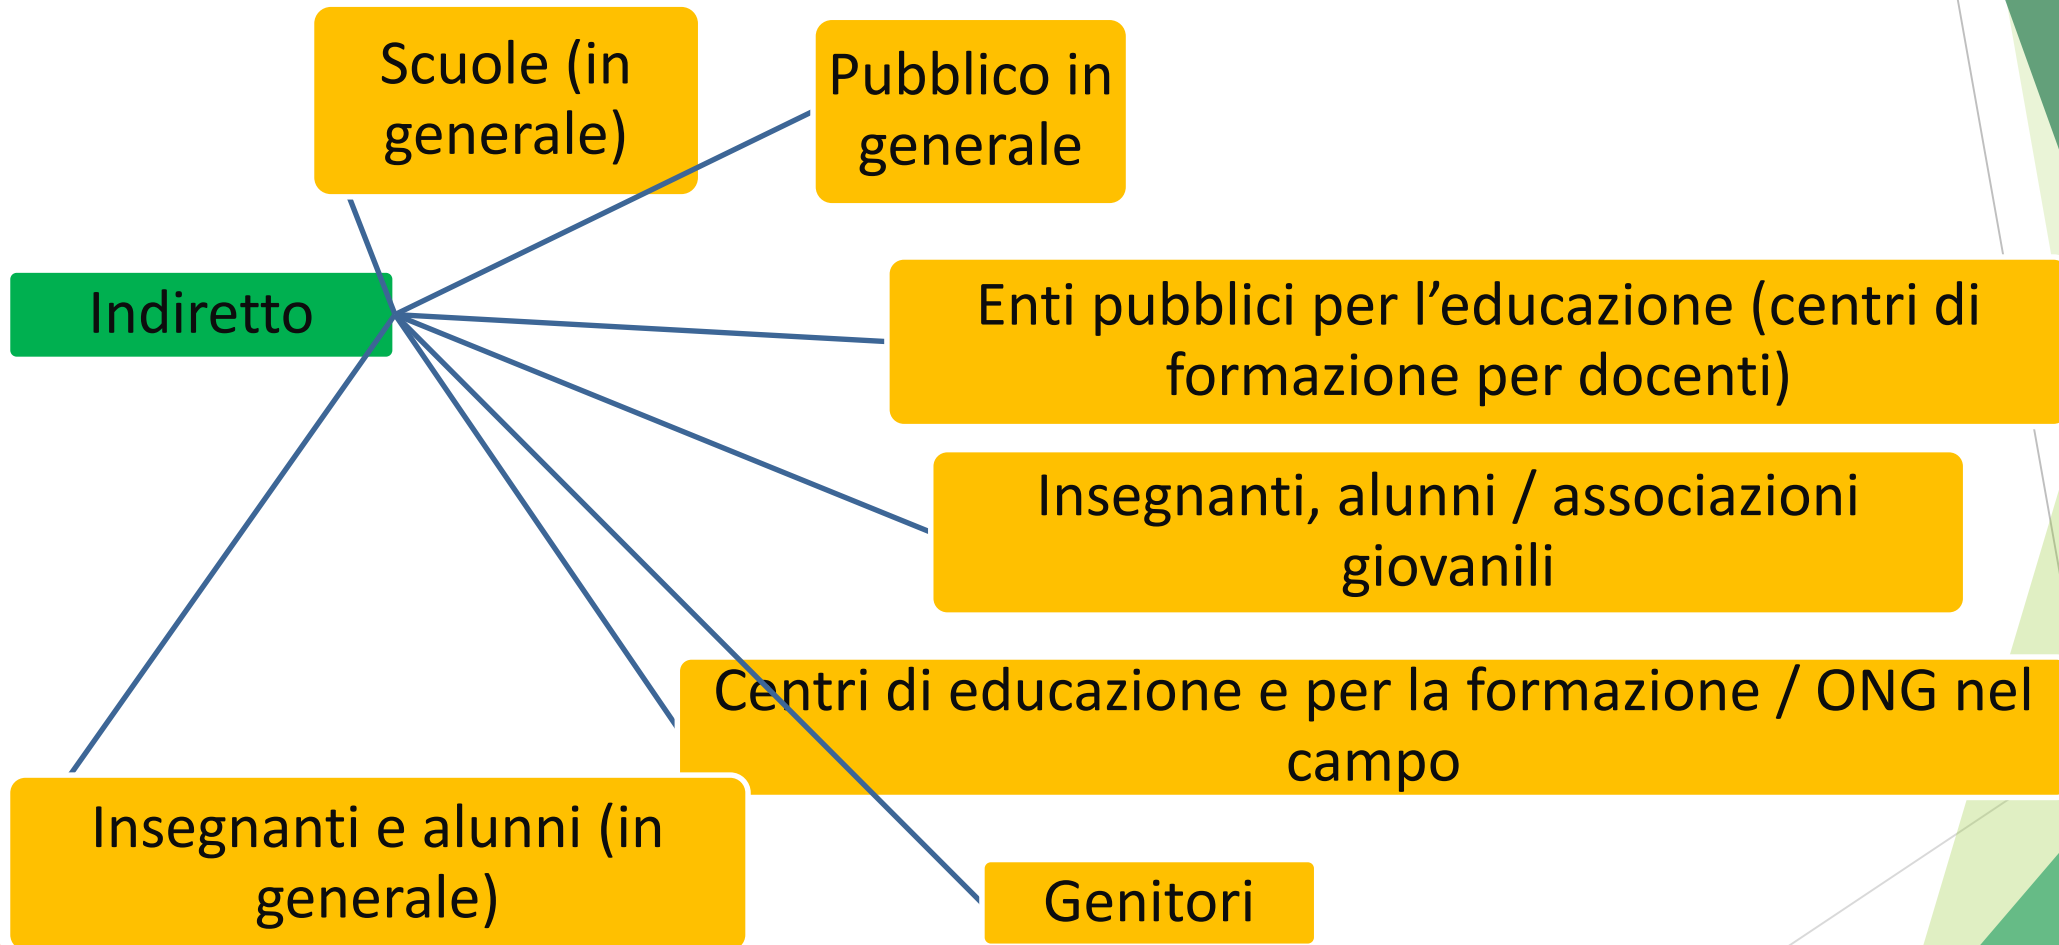 Scuole (in
generale)
Pubblico in
generale
Indiretto
Enti pubblici per l’educazione (centri di
formazione per docenti)
Insegnanti, alunni / associazioni
giovanili
Centri di educazione e per la formazione / ONG nel
campo
Insegnanti e alunni (in
generale)
Genitori